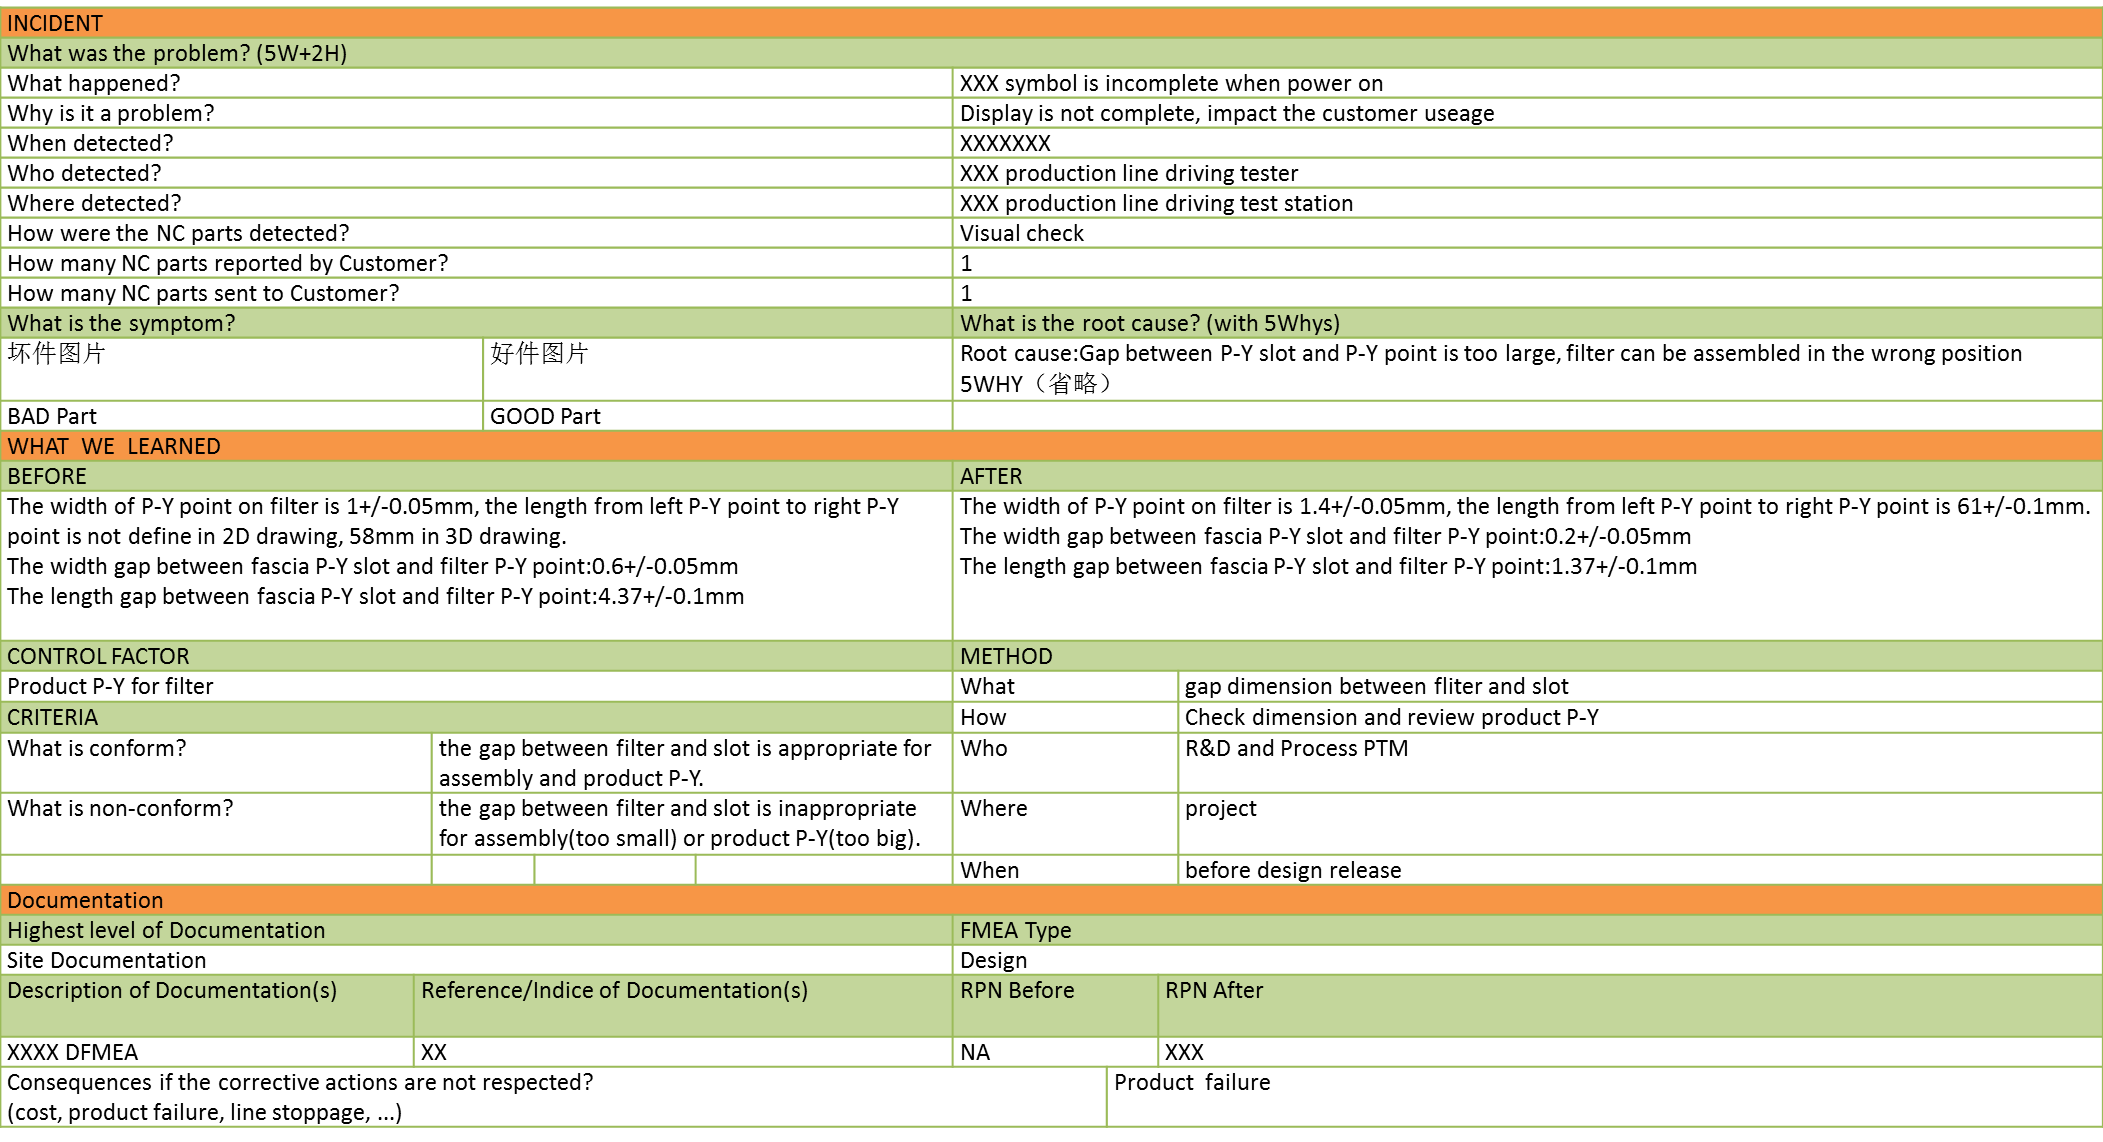 INCIDENT
What was the problem? (5W+2H)
What happened?
XXX symbol is incomplete when power on
Why is it a problem?
Display is not complete, impact the customer useage
When detected?
XXXXXXX
Who detected?
XXX production line driving tester
Where detected?
XXX production line driving test station
How were the NC parts detected?
Visual check
How many NC parts reported by Customer?
1
How many NC parts sent to Customer?
1
What is the symptom?
What is the root cause? (with 5Whys)
坏件图片
好件图片
Root cause:Gap between P-Y slot and P-Y point is too large, filter can be assembled in the wrong position
5WHY（省略）
BAD Part
GOOD Part
WHAT WE LEARNED
BEFORE
AFTER
The width of P-Y point on filter is 1+/-0.05mm, the length from left P-Y point to right P-Y
point is not define in 2D drawing, 58mm in 3D drawing.
The width gap between fascia P-Y slot and filter P-Y point:0.6+/-0.05mm
The length gap between fascia P-Y slot and filter P-Y point:4.37+/-0.1mm
The width of P-Y point on filter is 1.4+/-0.05mm, the length from left P-Y point to right P-Y point is 61+/-0.1mm.
The width gap between fascia P-Y slot and filter P-Y point:0.2+/-0.05mm
The length gap between fascia P-Y slot and filter P-Y point:1.37+/-0.1mm
CONTROL FACTOR
METHOD
Product P-Y for filter
What
gap dimension between fliter and slot
CRITERIA
How
Check dimension and review product P-Y
What is conform?
the gap between filter and slot is appropriate for
assembly and product P-Y.
Who
R&D and Process PTM
What is non-conform?
the gap between filter and slot is inappropriate
for assembly(too small) or product P-Y(too big).
Where
project
When
before design release
Documentation
Highest level of Documentation
FMEA Type
Site Documentation
Design
Description of Documentation(s)
Reference/Indice of Documentation(s)
RPN Before
RPN After
XXXX DFMEA
XX
NA
XXX
Consequences if the corrective actions are not respected?
(cost, product failure, line stoppage, ...)
Product failure